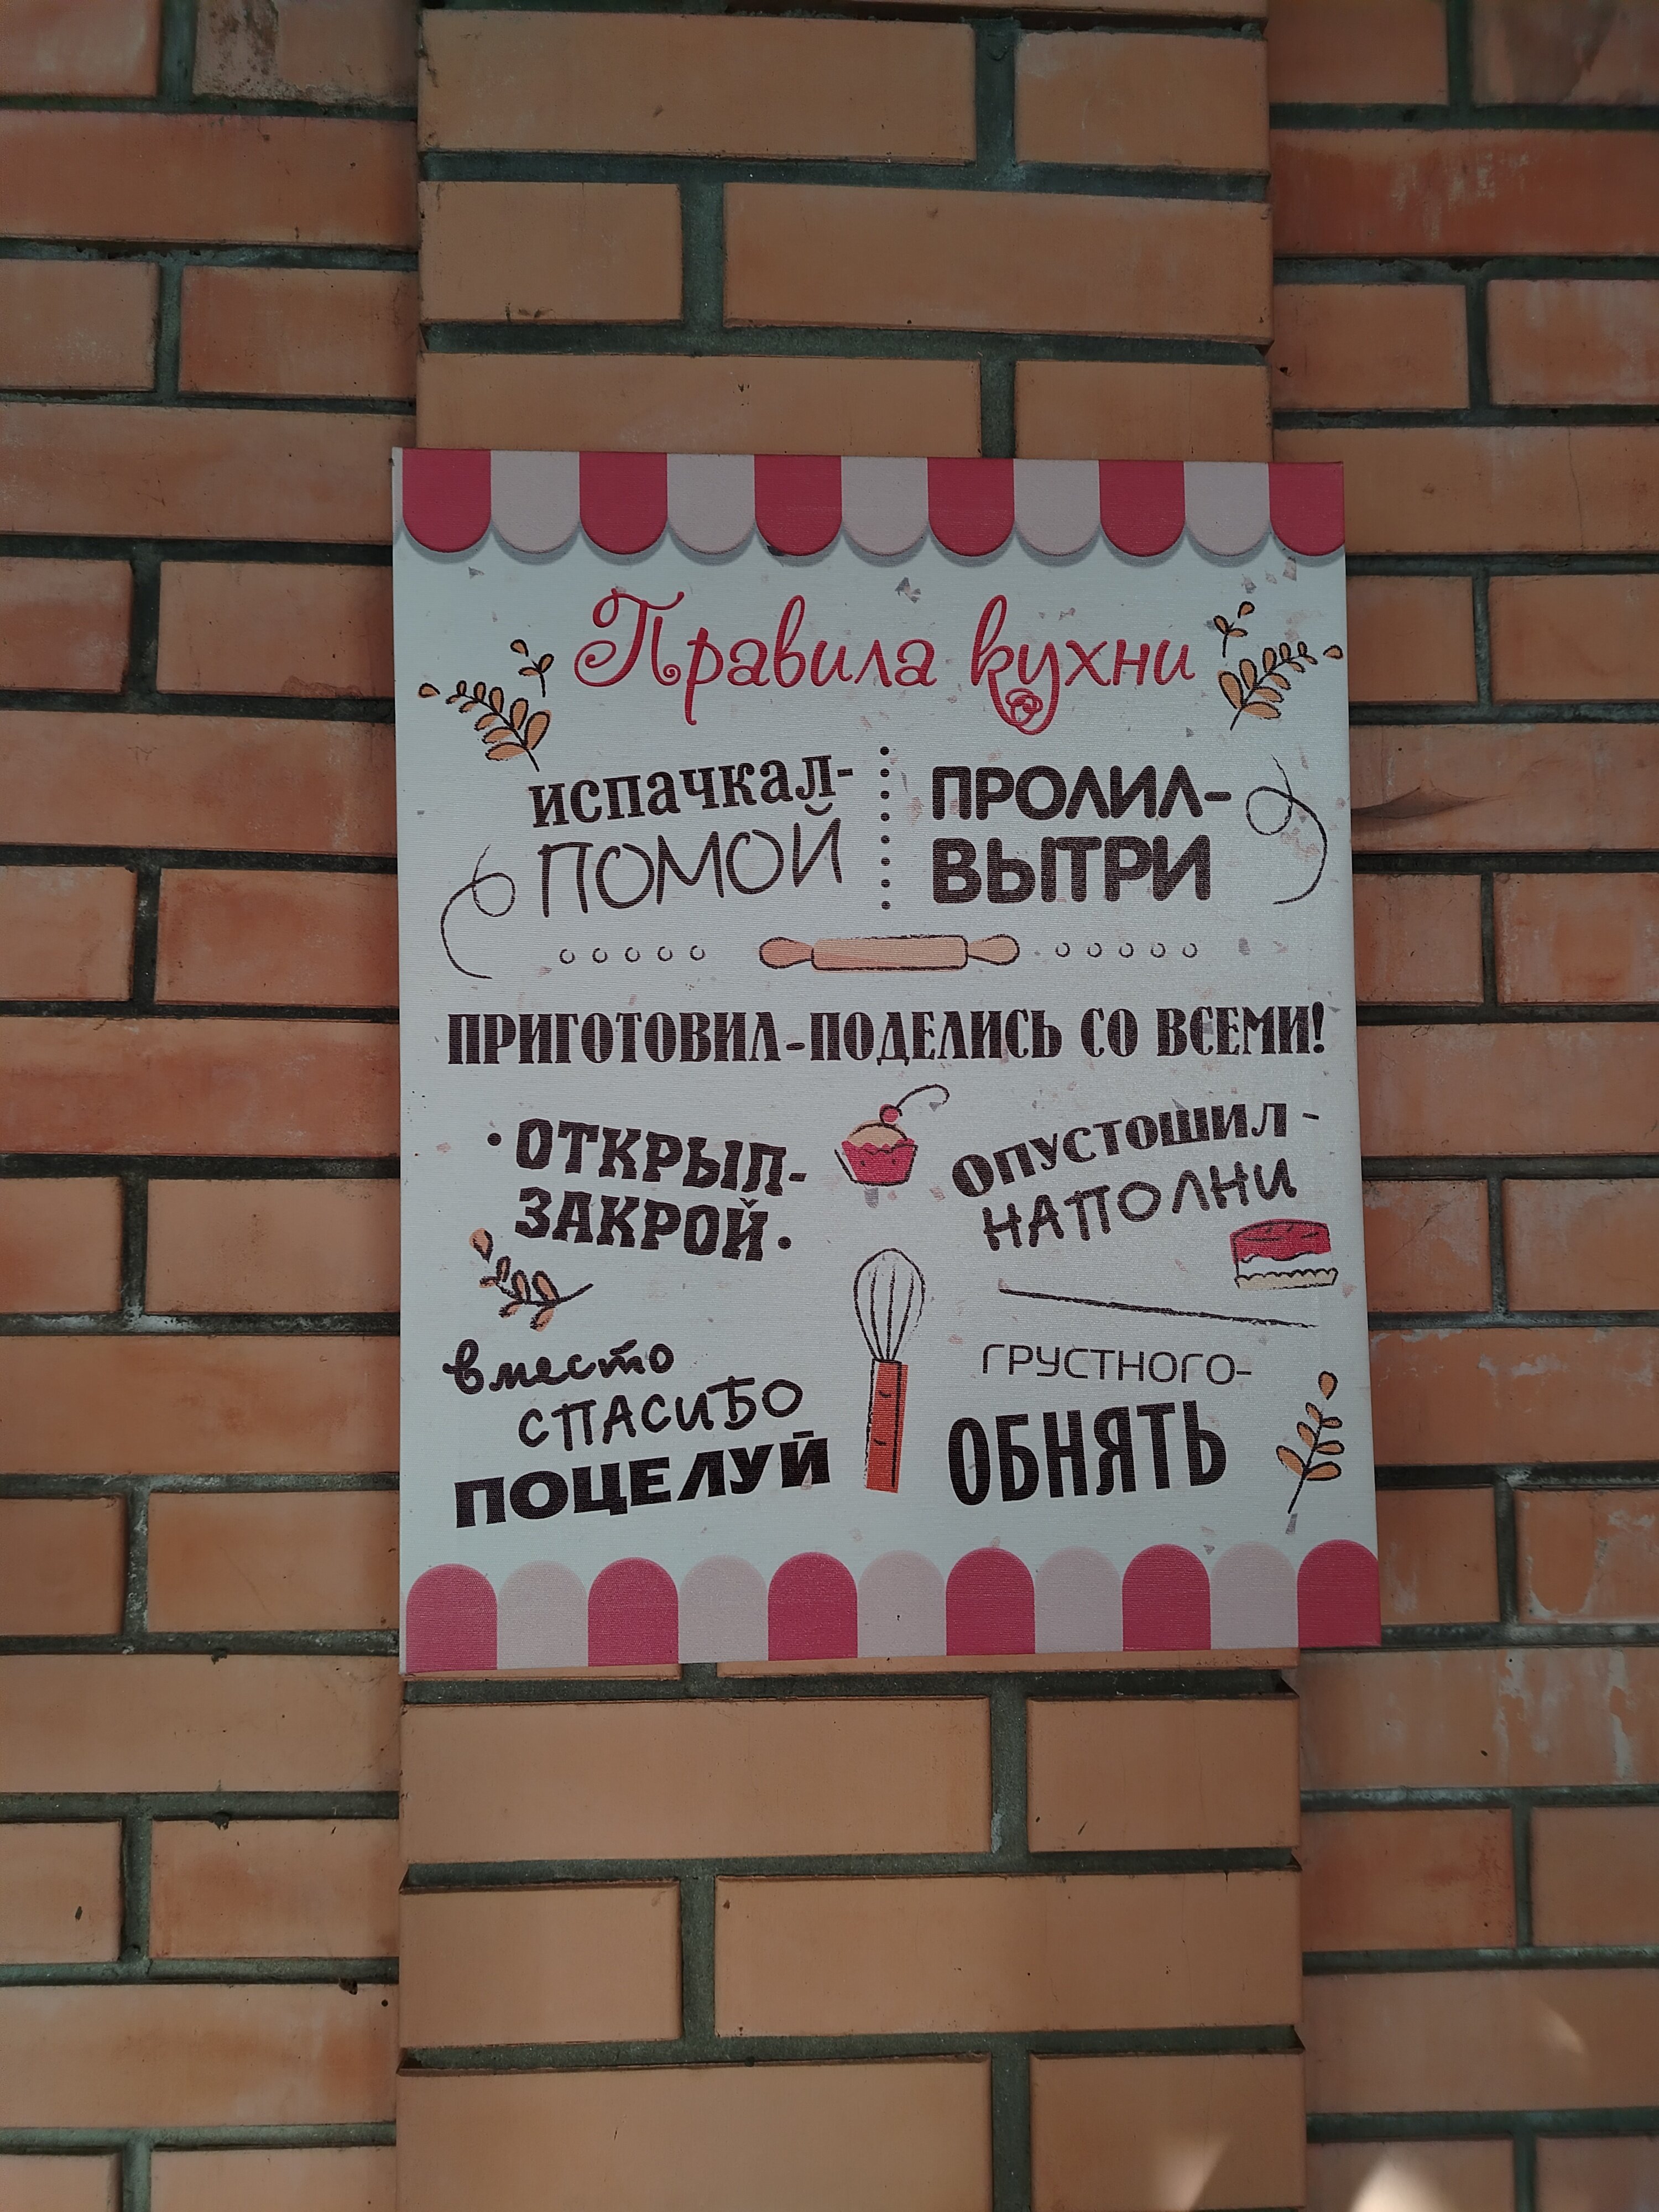 Правила кухни
испачкал-
ПОМОЙ
ПРОЛИЛ-
ВЫТРИ
ПРИГОТОВИЛ-ПОДЕЛИСЬ СО ВСЕМИ!
·ОТКРЫЛ-
ЗАКРОЙ·
ОПУСТОШИЛ-
НАПОЛНИ
вместо
СПАСИБО
ПОЦЕЛУЙ
ГРУСТНОГО-
ОБНЯТЬ